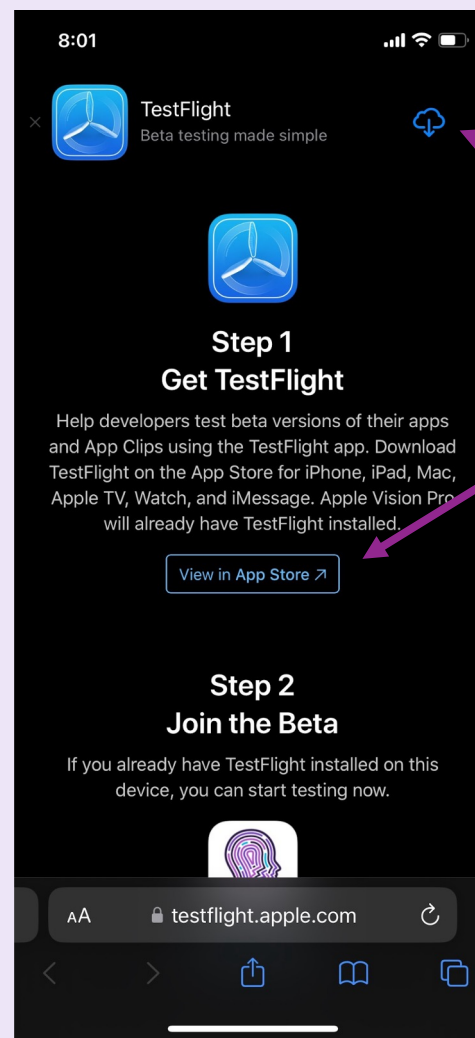 8:01
TestFlight
Beta testing made simple
Step 1
Get TestFlight
Help developers test beta versions of their apps
and App Clips using the TestFlight app. Download
TestFlight on the App Store for iPhone, iPad, Mac,
Apple TV, Watch, and iMessage. Apple Vision Pro
will already have TestFlight installed.
View in App Store ↗
Step 2
Join the Beta
If you already have TestFlight installed on this
device, you can start testing now.
AA testflight.apple.com